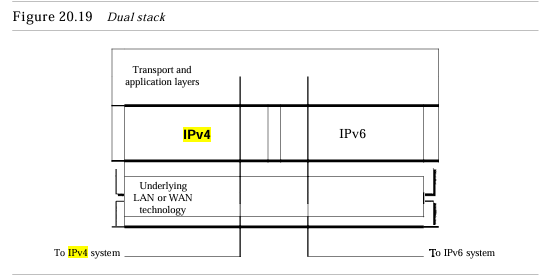 Figure 20.19 Dual stack
Transport and
application layers
IPv4
IPv6
Underlying
LAN or WAN
technology
To IPv4 system
To IPv6 system